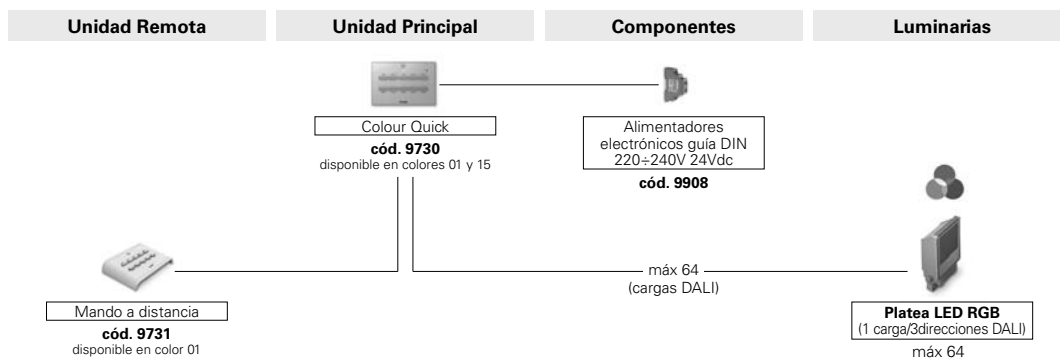 Unidad Remota
Unidad Principal
Componentes
Luminarias
Colour Quick
cód. 9730
disponible en colores 01 y 15
Alimentadores
electrónicos guía DIN
220÷240V 24Vdc
cód. 9908
máx 64
(cargas DALI)
Mando a distancia
cód. 9731
disponible en color 01
Platea LED RGB
(1 carga/3direcciones DALI)
máx 64